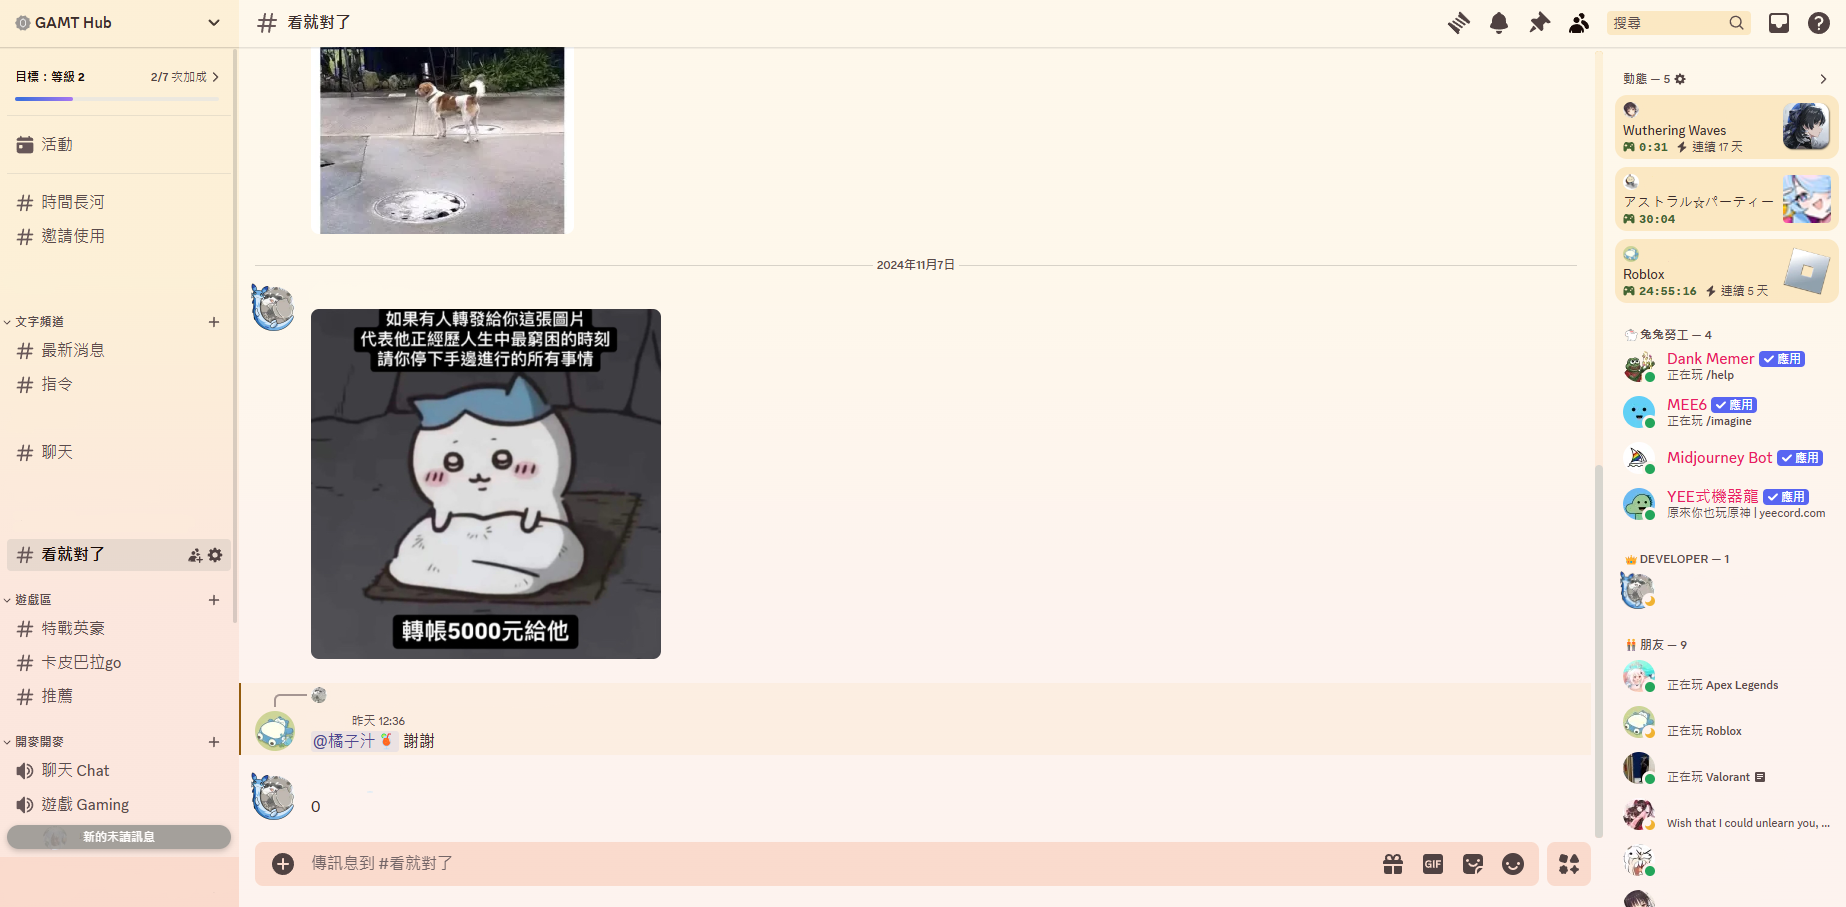 GAMT Hub
目標：等級 2
2/7 次加成
活動
時間長河
邀請使用
文字頻道
最新消息
指令
聊天
看就對了
遊戲區
特戰英豪
卡皮巴拉go
推薦
開麥開麥
聊天 Chat
遊戲 Gaming
新的未讀訊息
看就對了
搜尋
2024年11月7日
如果有人轉發給你這張圖片
代表他正經歷人生中最窮困的時刻
請你停下手邊進行的所有事情
轉帳5000元給他
昨天 12:36
@橘子汁 謝謝
0
傳訊息到 #看就對了
GIF
動態 — 5
Wuthering Waves
0:31 連續 17 天
アストラル☆パーティー
30:04
Roblox
24:55:16 連續 5 天
兔兔勞工 — 4
Dank Memer 應用
正在玩 /help
MEE6 應用
正在玩 /imagine
Midjourney Bot 應用
YEE式機器龍 應用
原來你也玩原神 | yeecord.com
DEVELOPER — 1
朋友 — 9
正在玩 Apex Legends
正在玩 Roblox
正在玩 Valorant
Wish that I could unlearn you, ...